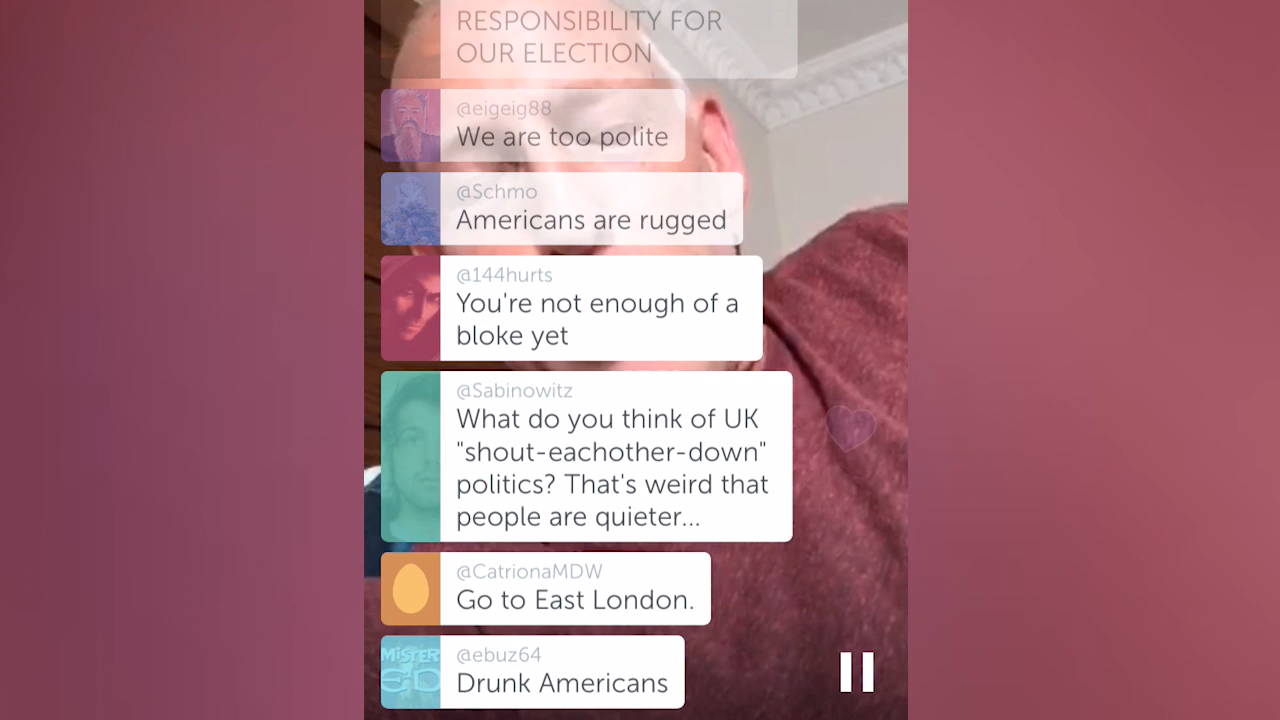 RESPONSIBILITY FOR
OUR ELECTION
@eigeig88
We are too polite
@Schmo
Americans are rugged
@144hurts
You're not enough of a
bloke yet
@Sabinowitz
What do you think of UK
"shout-eachother-down"
politics? That's weird that
people are quieter...
@CatrionaMDW
Go to East London.
MISTER
ED
@ebuz64
Drunk Americans